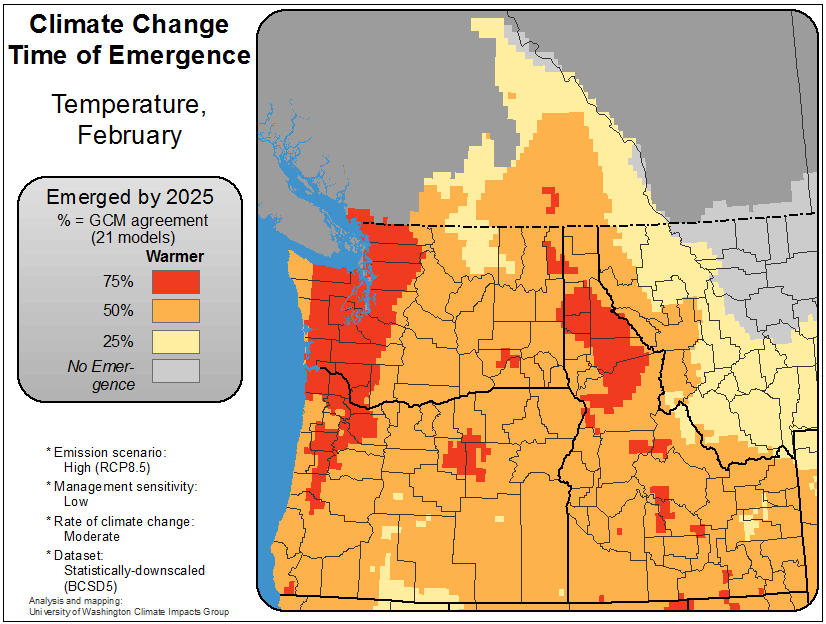 Climate Change
Time of Emergence
Temperature,
February
Emerged by 2025
% = GCM agreement
(21 models)
Warmer
75%
50%
25%
No Emer-
gence
* Emission scenario:
High (RCP8.5)
* Management sensitivity:
Low
* Rate of climate change:
Moderate
* Dataset:
Statistically-downscaled
(BCSD5)
Analysis and mapping:
University of Washington Climate Impacts Group